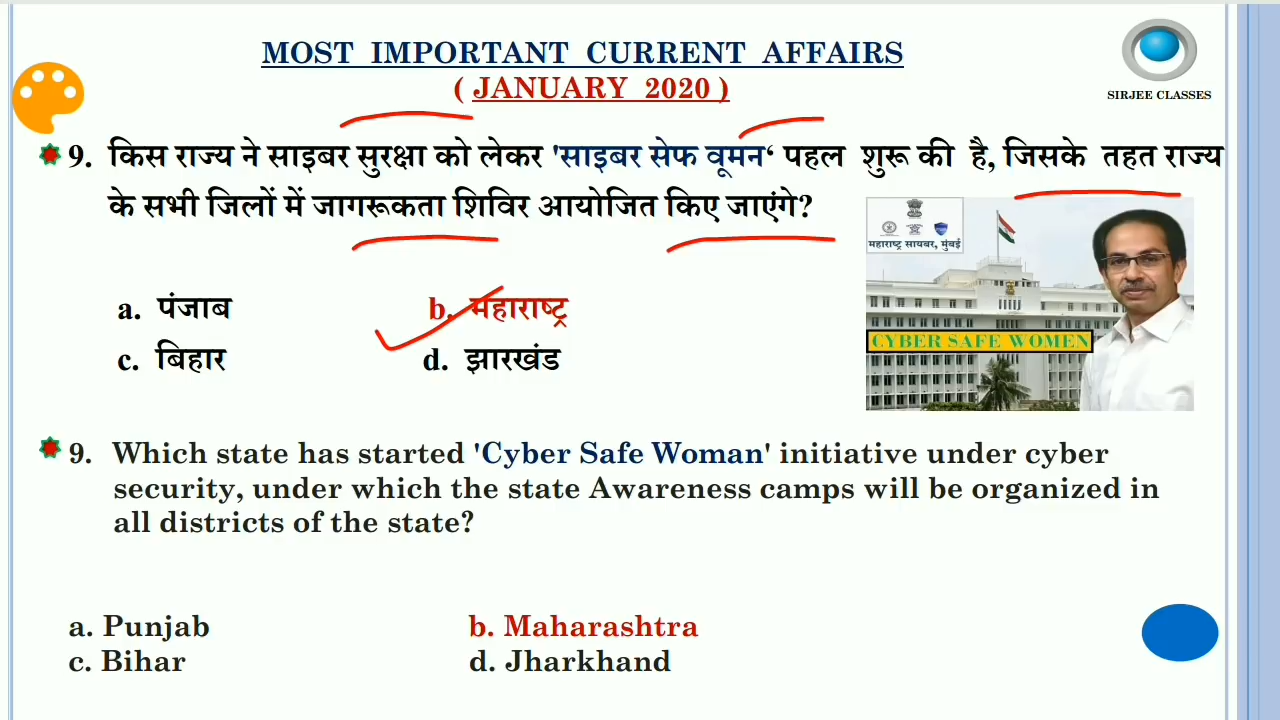 MOST IMPORTANT CURRENT AFFAIRS
( JANUARY 2020 )
SIRJEE CLASSES
9. किस राज्य ने साइबर सुरक्षा को लेकर 'साइबर सेफ वूमन‘ पहल शुरू की है, जिसके तहत राज्य
के सभी जिलों में जागरूकता शिविर आयोजित किए जाएंगे?
महाराष्ट्र सायबर, मुंबई
CYBER SAFE WOMEN
a. पंजाब b. महाराष्ट्र
c. बिहार d. झारखंड
9. Which state has started 'Cyber Safe Woman' initiative under cyber
security, under which the state Awareness camps will be organized in
all districts of the state?
a. Punjab b. Maharashtra
c. Bihar d. Jharkhand